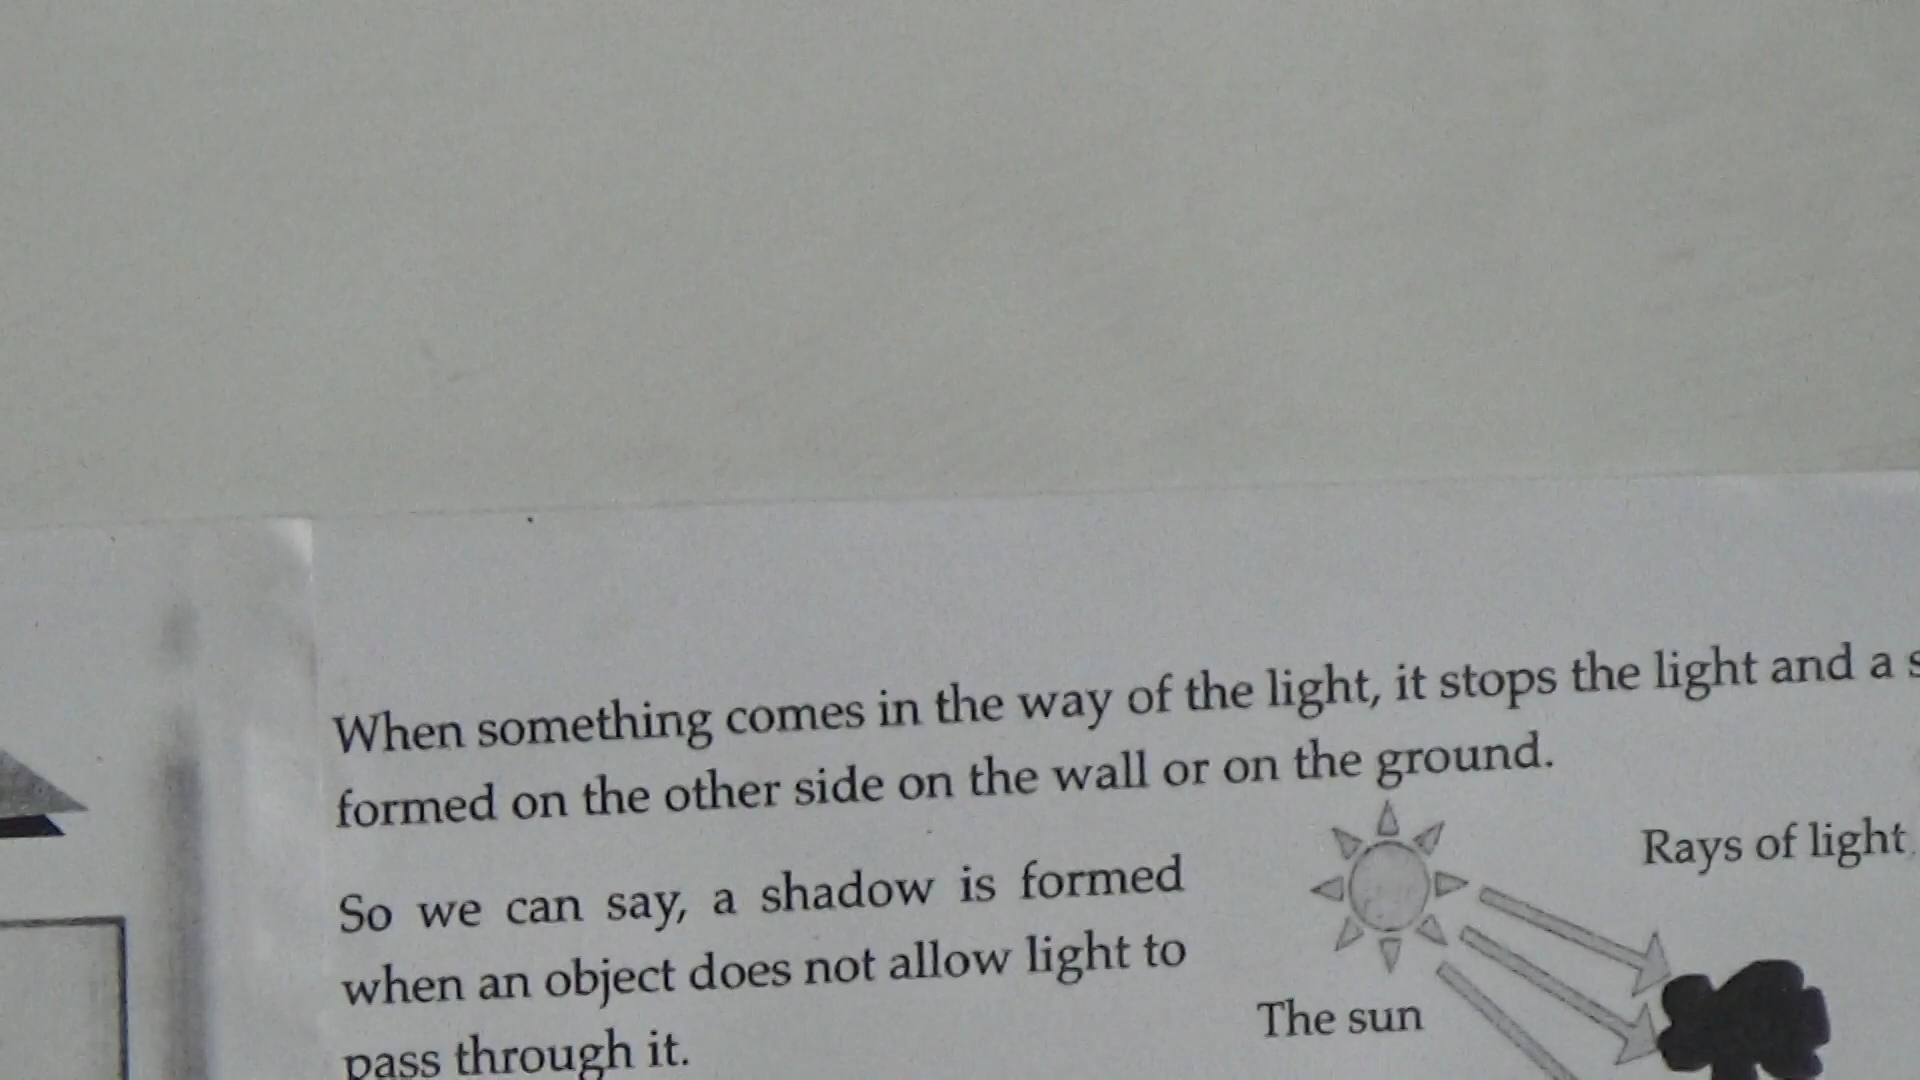 When something comes in the way of the light, it stops the light and a
formed on the other side on the wall or on the ground.
So we can say, a shadow is formed
when an object does not allow light to
pass through it.
Rays of light
The sun